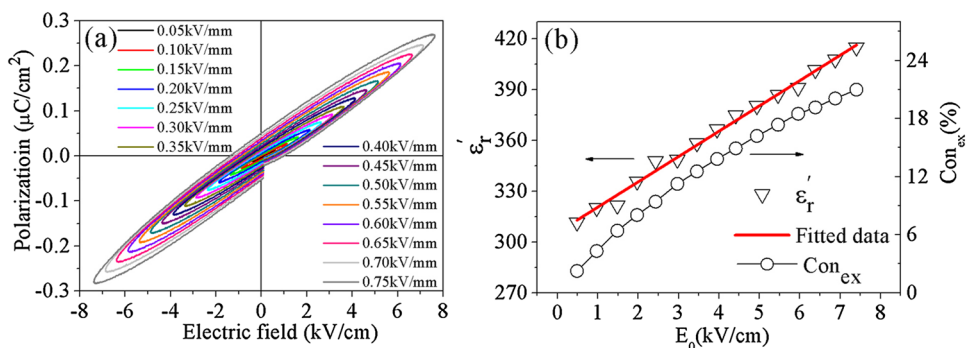 (a)
0.05kV/mm
0.10kV/mm
0.15kV/mm
0.20kV/mm
0.25kV/mm
0.30kV/mm
0.35kV/mm
0.40kV/mm
0.45kV/mm
0.50kV/mm
0.55kV/mm
0.60kV/mm
0.65kV/mm
0.70kV/mm
0.75kV/mm
Polarizatioin (μC/cm²)
0.3
0.2
0.1
0.0
-0.1
-0.2
-0.3
-8 -6 -4 -2 0 2 4 6 8
Electric field (kV/cm)
(b)
ε'r
420
390
360
330
300
270
Con_ex(%)
24
18
12
6
0
ε'r
Fitted data
Con_ex
0 1 2 3 4 5 6 7 8
E₀(kV/cm)